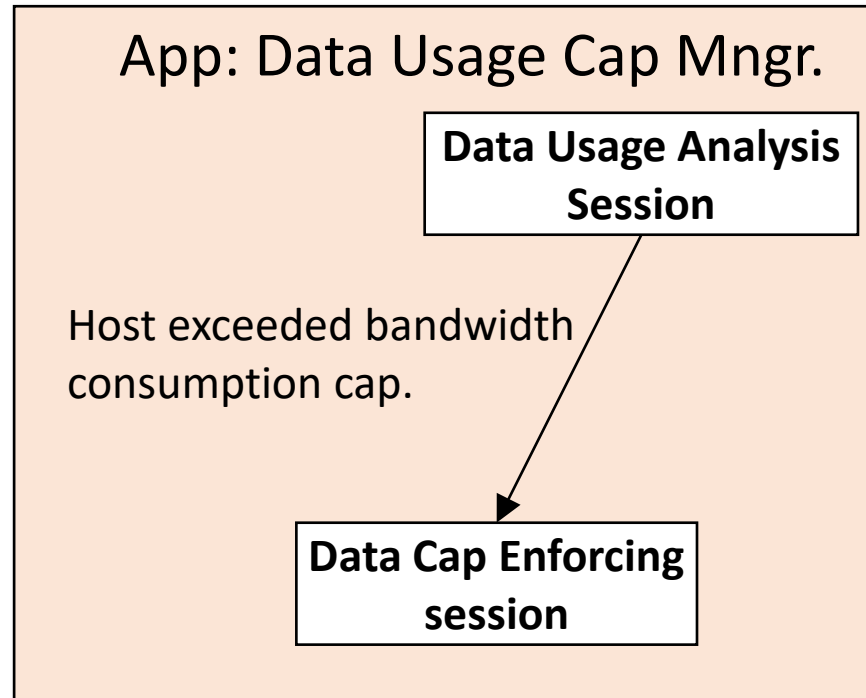 App: Data Usage Cap Mngr.
Data Usage Analysis
Session
Host exceeded bandwidth
consumption cap.
Data Cap Enforcing
session